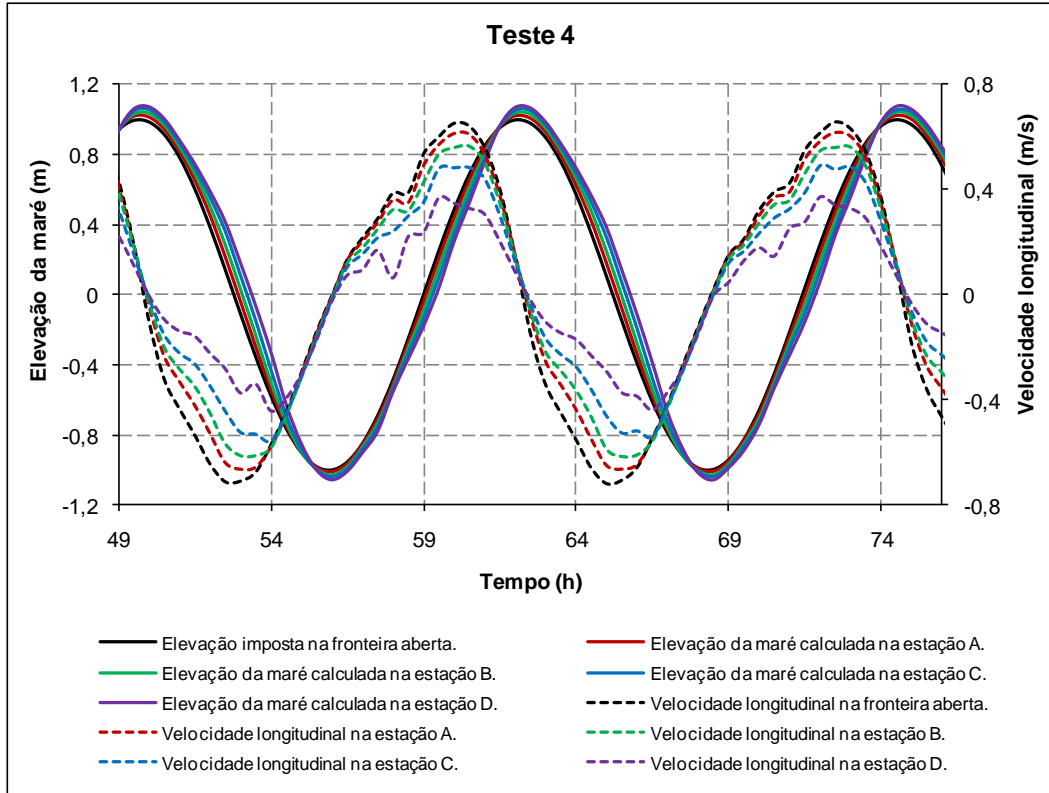 Teste 4
Elevação da maré (m)
1,2
0,8
0,4
0
-0,4
-0,8
-1,2
0,8
0,4
0
-0,4
-0,8
Velocidade longitudinal (m/s)
49 54 59 64 69 74
Tempo (h)
Elevação imposta na fronteira aberta. Elevação da maré calculada na estação A.
Elevação da maré calculada na estação B. Elevação da maré calculada na estação C.
Elevação da maré calculada na estação D. Velocidade longitudinal na fronteira aberta.
Velocidade longitudinal na estação A. Velocidade longitudinal na estação B.
Velocidade longitudinal na estação C. Velocidade longitudinal na estação D.